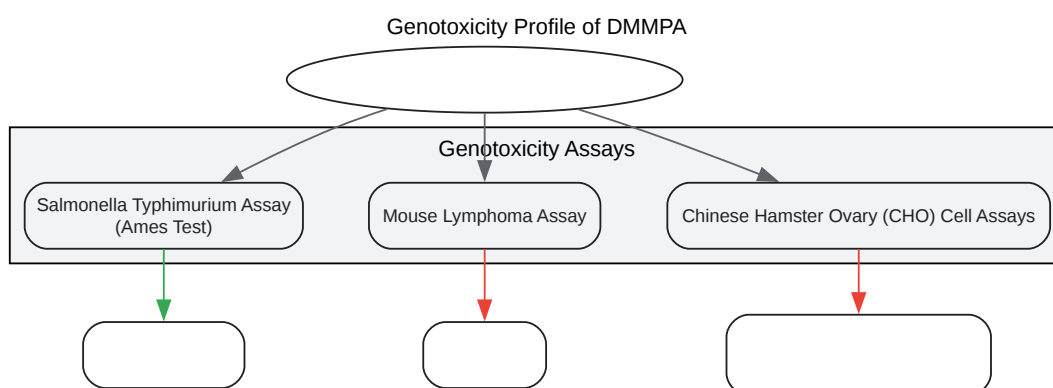 Genotoxicity Profile of DMMPA
Genotoxicity Assays
Salmonella Typhimurium Assay
(Ames Test)
Mouse Lymphoma Assay
Chinese Hamster Ovary (CHO) Cell Assays